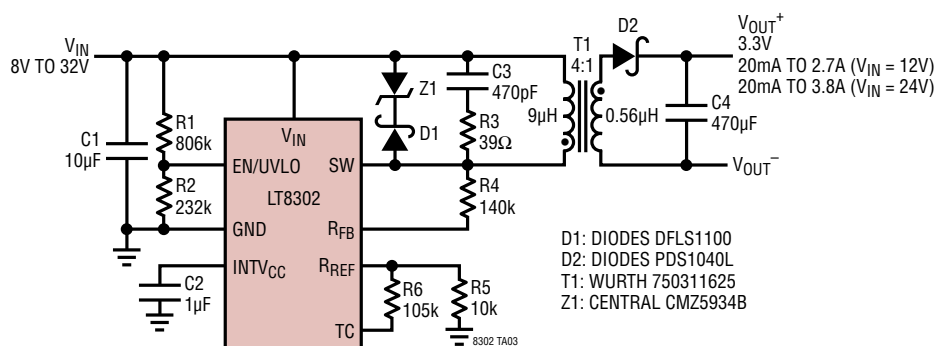 VIN
8V TO 32V
C1
10µF
R1
806k
R2
232k
VIN
EN/UVLO
SW
LT8302
GND
RFB
INTVCC
RREF
TC
C2
1µF
Z1
D1
C3
470pF
R3
39Ω
R4
140k
R6
105k
R5
10k
T1
4:1
9µH
0.56µH
D2
C4
470µF
VOUT+
3.3V
20mA TO 2.7A (VIN = 12V)
20mA TO 3.8A (VIN = 24V)
VOUT–
D1: DIODES DFLS1100
D2: DIODES PDS1040L
T1: WURTH 750311625
Z1: CENTRAL CMZ5934B
8302 TA03